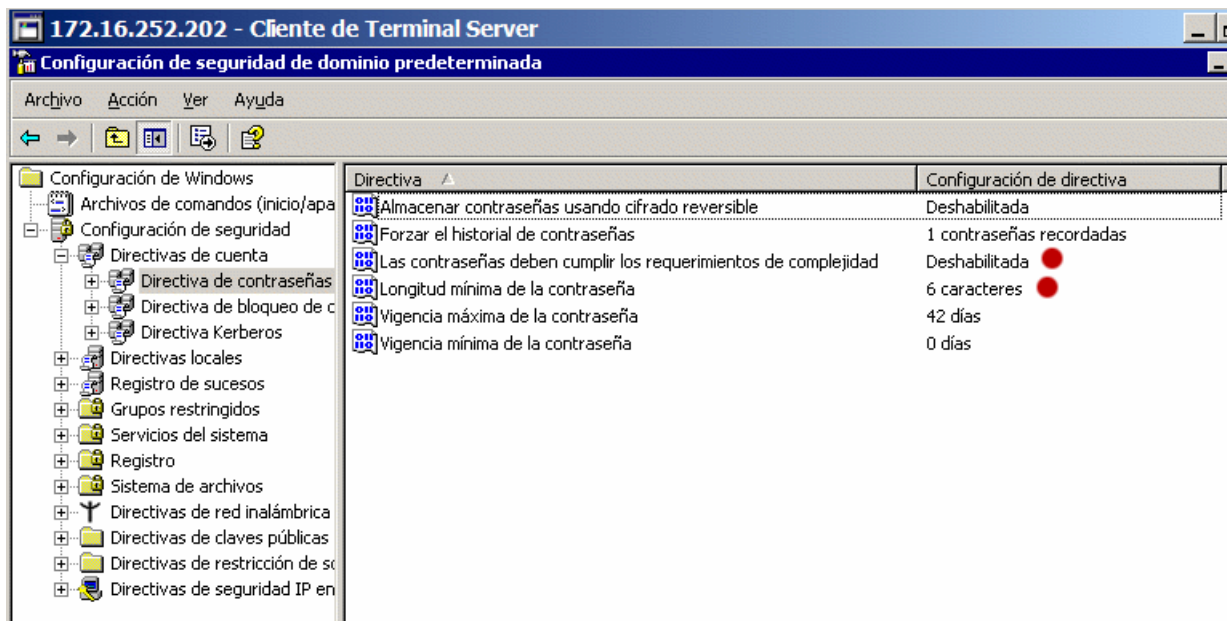 172.16.252.202 - Cliente de Terminal Server
Configuración de seguridad de dominio predeterminada
Archivo Acción Ver Ayuda
Configuración de Windows
Archivos de comandos (inicio/apa
Configuración de seguridad
Directivas de cuenta
Directiva de contraseñas
Directiva de bloqueo de c
Directiva Kerberos
Directivas locales
Registro de sucesos
Grupos restringidos
Servicios del sistema
Registro
Sistema de archivos
Directivas de red inalámbrica
Directivas de claves públicas
Directivas de restricción de so
Directivas de seguridad IP en
Directiva Configuración de directiva
Almacenar contraseñas usando cifrado reversible Deshabilitada
Forzar el historial de contraseñas 1 contraseñas recordadas
Las contraseñas deben cumplir los requerimientos de complejidad Deshabilitada
Longitud mínima de la contraseña 6 caracteres
Vigencia máxima de la contraseña 42 días
Vigencia mínima de la contraseña 0 días